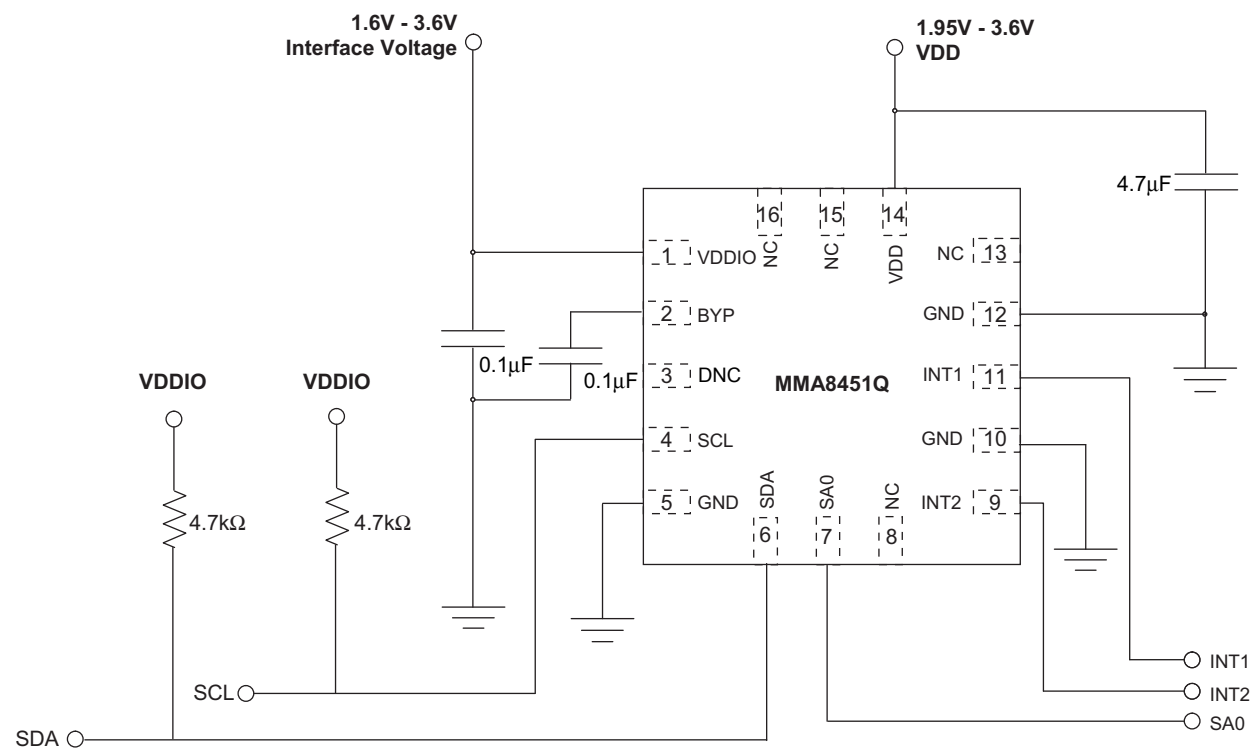 1.6V - 3.6V
Interface Voltage
1.95V - 3.6V
VDD
4.7μF
16
NC
15
NC
14
VDD
1
VDDIO
NC
13
2
BYP
GND
12
0.1μF
0.1μF
3
DNC
MMA8451Q
INT1
11
VDDIO
VDDIO
4
SCL
GND
10
5
GND
SDA
6
SA0
7
NC
8
INT2
9
4.7kΩ
4.7kΩ
INT1
SCL
INT2
SA0
SDA